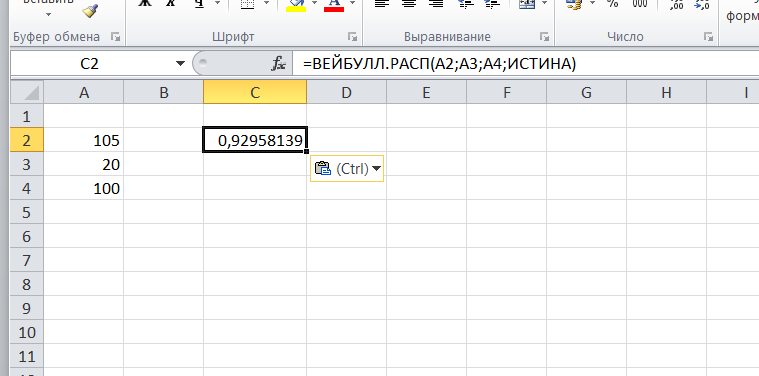 Вставить
Ж К Ч А
% 000 ,00
Буфер обмена Шрифт Выравнивание Число
форм
C2 fx =ВЕЙБУЛЛ.РАСП(A2;A3;A4;ИСТИНА)
A B C D E F G H I
1
2 105 0,92958139
3 20 (Ctrl)
4 100
5
6
7
8
9
10
11